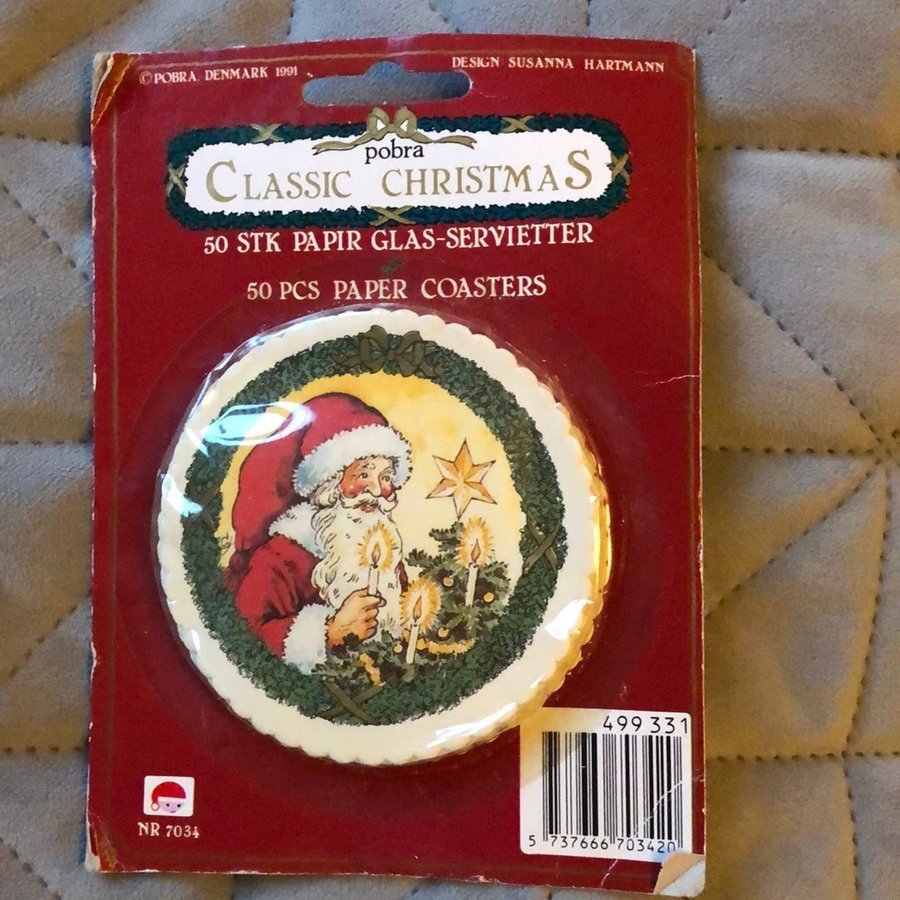 © POBRA, DENMARK 1991
DESIGN SUSANNA HARTMANN
pobra
CLASSIC CHRISTMAS
50 STK PAPIR GLAS-SERVIETTER
50 PCS PAPER COASTERS
499 331
5 737666 703420
NR 7034